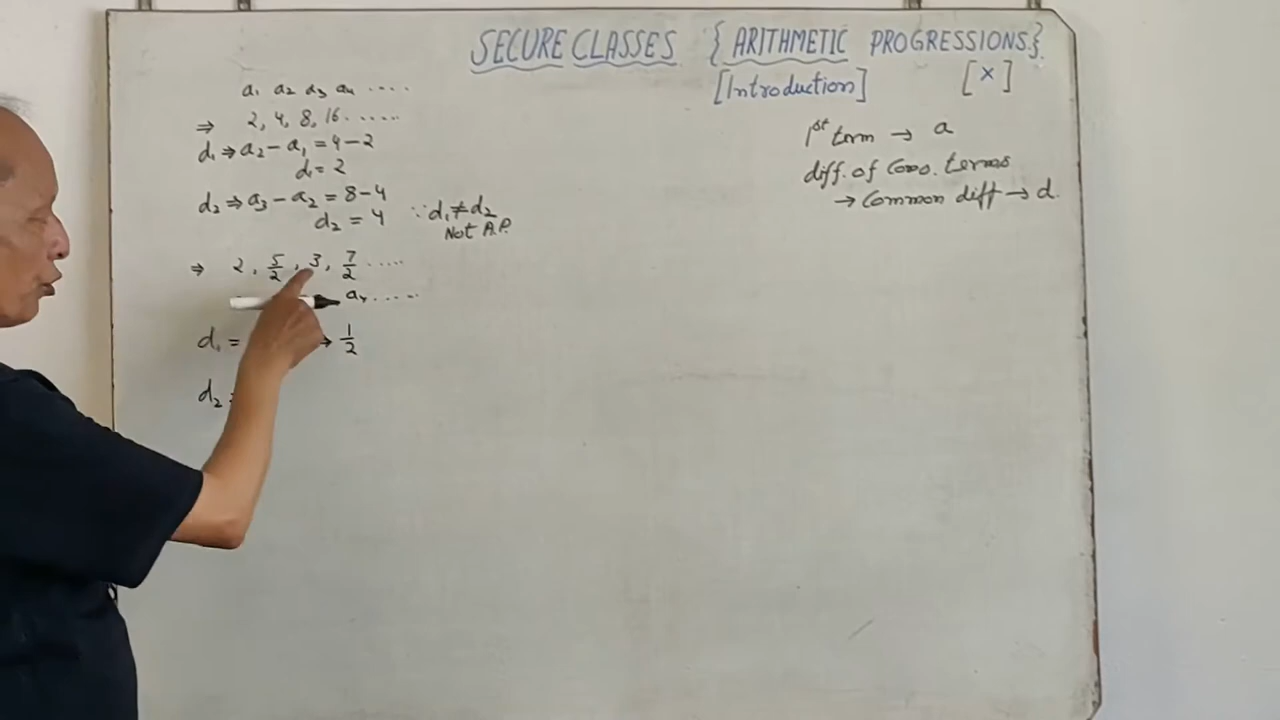 SECURE CLASSES { ARITHMETIC PROGRESSIONS }
[Introduction] [X]
a₁ a₂ a₃ a₄ ....
⇒ 2, 4, 8, 16 ......
d₁ ⇒ a₂ - a₁ = 4 - 2
d₁ = 2
d₂ ⇒ a₃ - a₂ = 8 - 4
d₂ = 4 ∵ d₁ ≠ d₂
Not A.P.
⇒ 2, 5/2, 3, 7/2 .....
a₄ .....
d₁ = → 1/2
d₂ =
1st term → a
diff. of Cons. terms
→ Common diff → d.